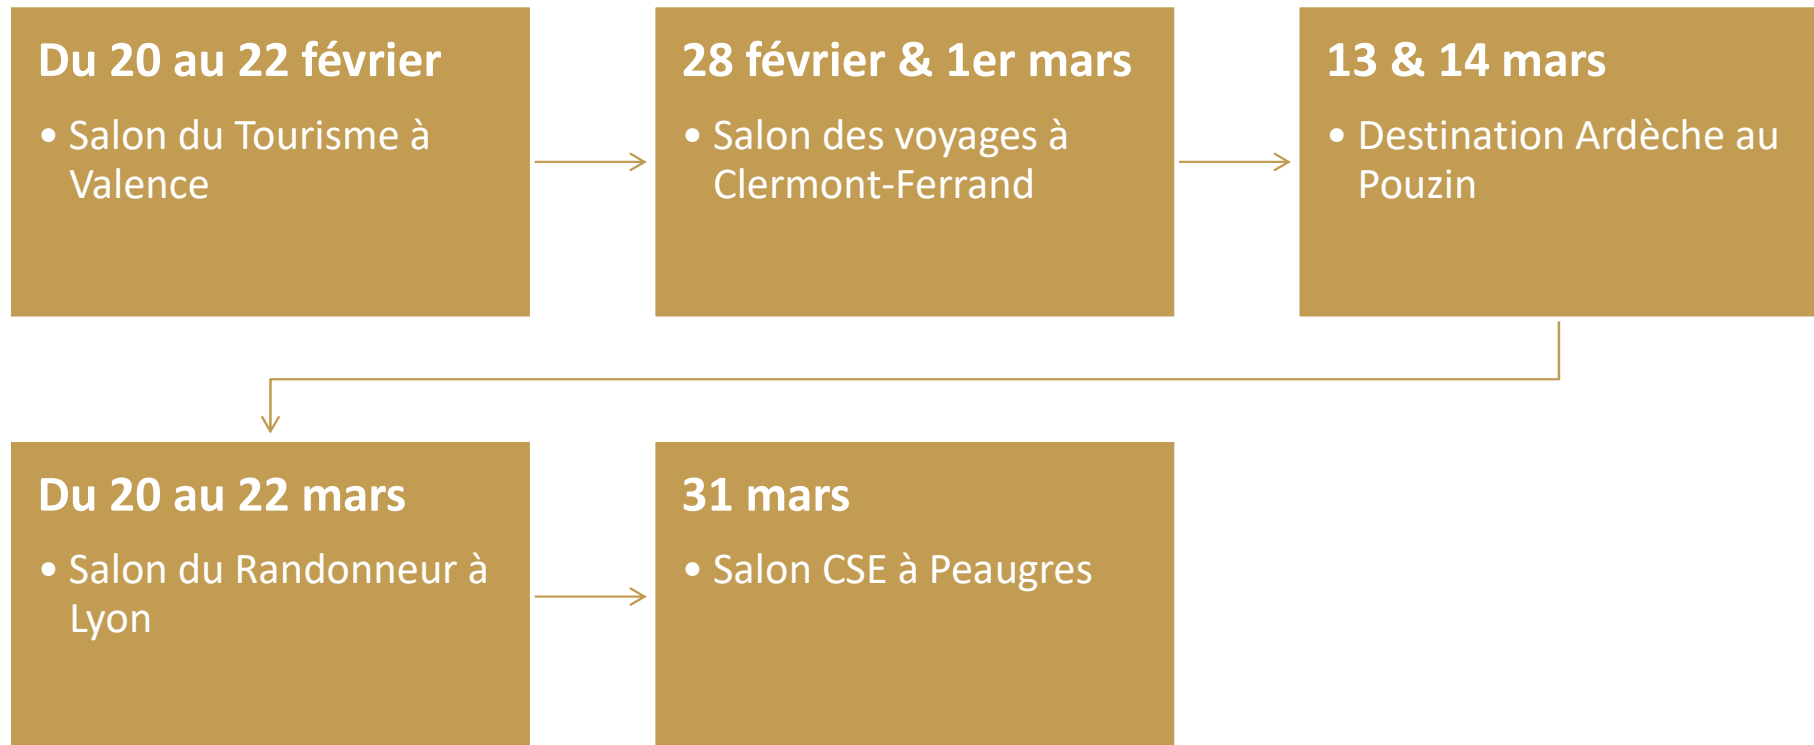 Du 20 au 22 février
• Salon du Tourisme à
Valence
28 février & 1er mars
• Salon des voyages à
Clermont-Ferrand
13 & 14 mars
• Destination Ardèche au
Pouzin
Du 20 au 22 mars
• Salon du Randonneur à
Lyon
31 mars
• Salon CSE à Peaugres